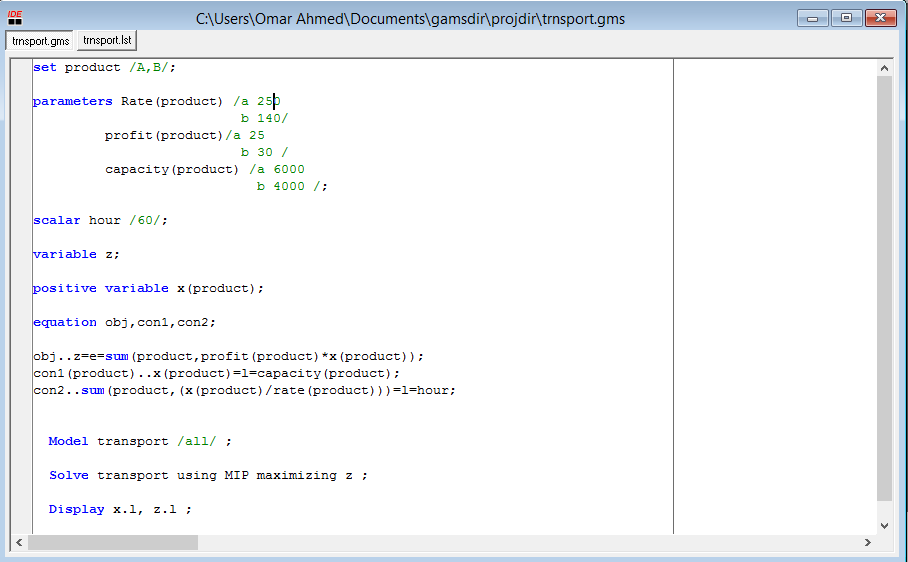 IDE C:\Users\Omar Ahmed\Documents\gamsdir\projdir\trnsport.gms
trnsport.gms trnsport.lst
set product /A,B/;
parameters Rate(product) /a 250
b 140/
profit(product)/a 25
b 30 /
capacity(product) /a 6000
b 4000 /;
scalar hour /60/;
variable z;
positive variable x(product);
equation obj,con1,con2;
obj..z=e=sum(product,profit(product)*x(product));
con1(product)..x(product)=l=capacity(product);
con2..sum(product,(x(product)/rate(product)))=l=hour;
Model transport /all/ ;
Solve transport using MIP maximizing z ;
Display x.l, z.l ;